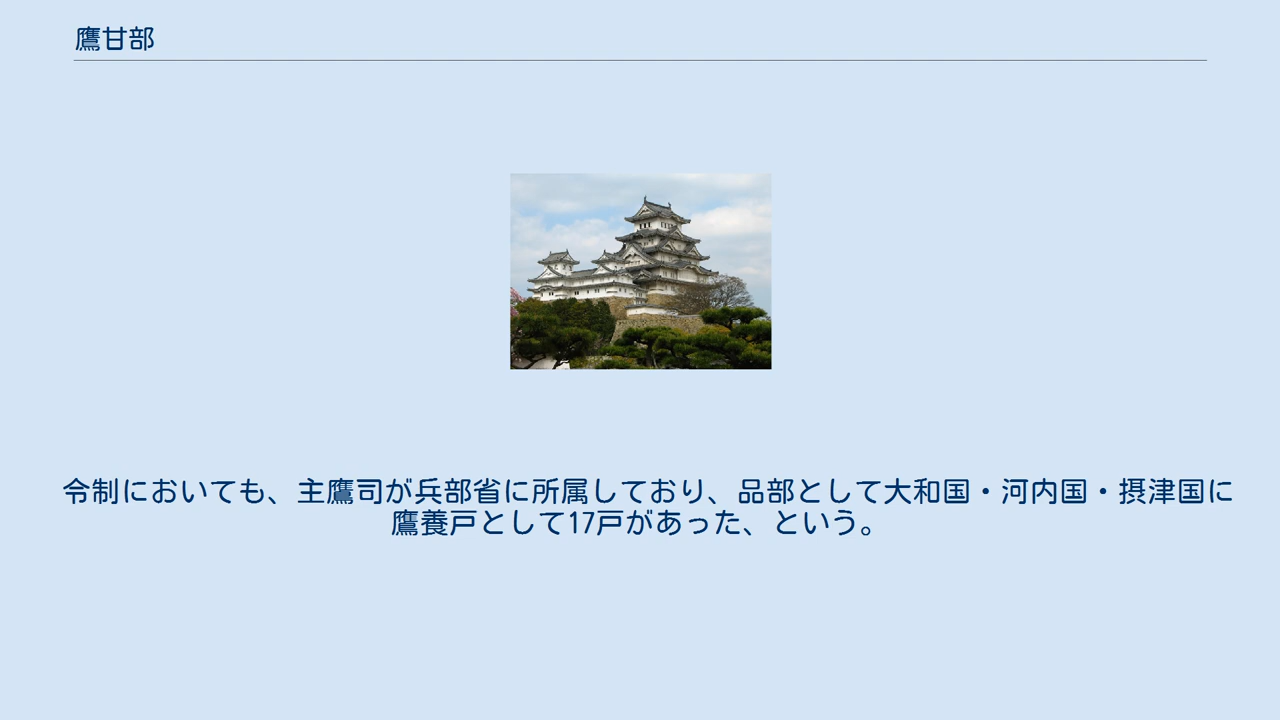 鷹甘部
令制においても、主鷹司が兵部省に所属しており、品部として大和国・河内国・摂津国に
鷹養戸として17戸があった、という。